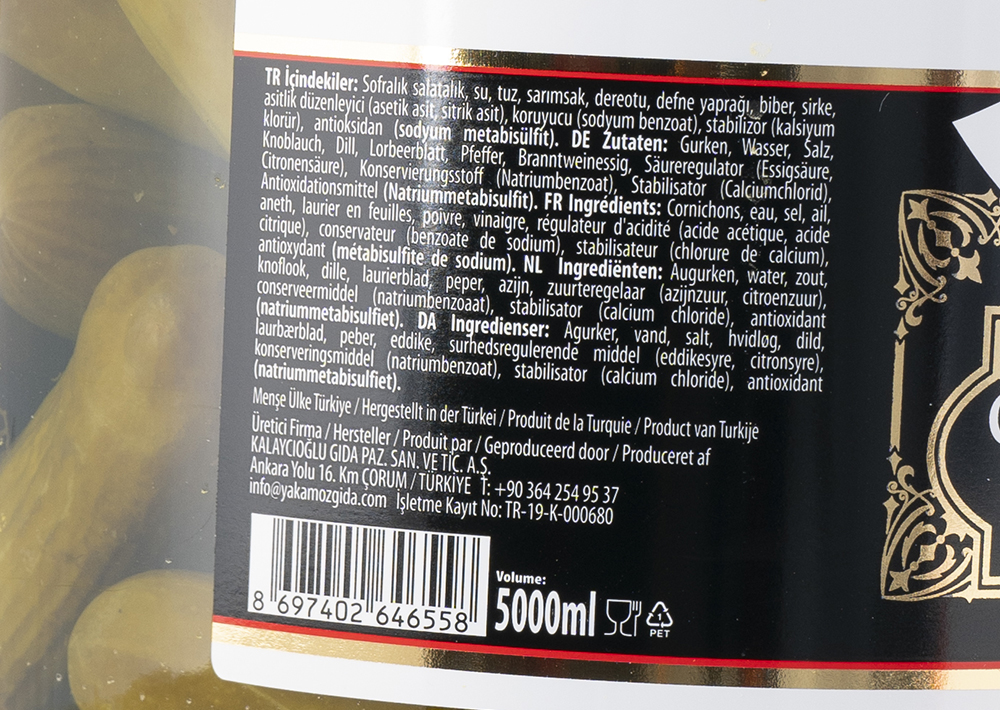 TR İçindekiler: Sofralık salatalık, su, tuz, sarımsak, dereotu, defne yaprağı, biber, sirke,
asitlik düzenleyici (asetik asit, sitrik asit), koruyucu (sodyum benzoat), stabilizör (kalsiyum
klorür), antioksidan (sodyum metabisülfit). DE Zutaten: Gurken, Wasser, Salz,
Knoblauch, Dill, Lorbeerblatt, Pfeffer, Branntweinessig, Säureregulator (Essigsäure,
Citronensäure), Konservierungsstoff (Natriumbenzoat), Stabilisator (Calciumchlorid),
Antioxidationsmittel (Natriummetabisulfit). FR Ingrédients: Cornichons, eau, sel, ail,
aneth, laurier en feuilles, poivre, vinaigre, régulateur d'acidité (acide acétique, acide
citrique), conservateur (benzoate de sodium), stabilisateur (chlorure de calcium),
antioxydant (métabisulfite de sodium). NL Ingrediënten: Augurken, water, zout,
knoflook, dille, laurierblad, peper, azijn, zuurteregelaar (azijnzuur, citroenzuur),
conserveermiddel (natriumbenzoaat), stabilisator (calcium chloride), antioxidant
(natriummetabisulfiet). DA Ingredienser: Agurker, vand, salt, hvidløg, dild,
laurbærblad, peber, eddike, surhedsregulerende middel (eddikesyre, citronsyre),
konserveringsmiddel (natriumbenzoat), stabilisator (calcium chloride), antioxidant
(natriummetabisulfiet).
Menşe Ülke Türkiye / Hergestellt in der Türkei / Produit de la Turquie / Product van Turkije
Üretici Firma / Hersteller / Produit par / Geproduceerd door / Produceret af
KALAYCIOĞLU GIDA PAZ. SAN. VE TİC. A.Ş.
Ankara Yolu 16. Km ÇORUM / TÜRKİYE T: +90 364 254 95 37
info@yakamozgida.com İşletme Kayıt No: TR-19-K-000680
8 697402 646558
Volume:
5000ml
1
PET